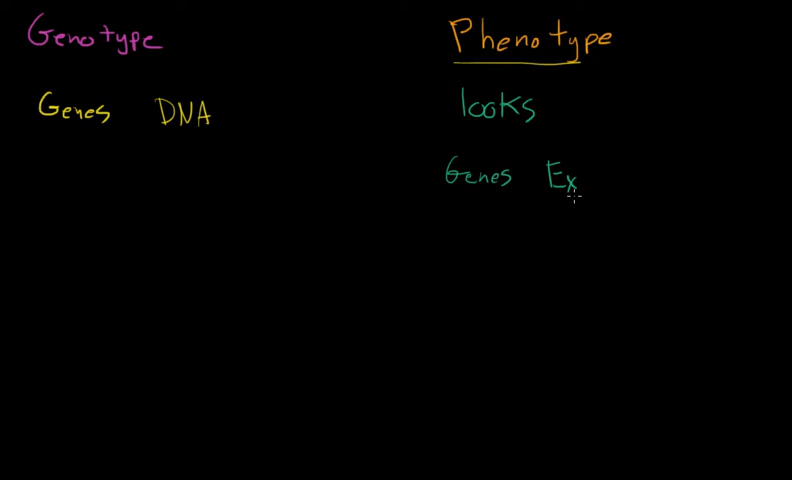 Genotype
Genes DNA
Phenotype
looks
Genes Ex